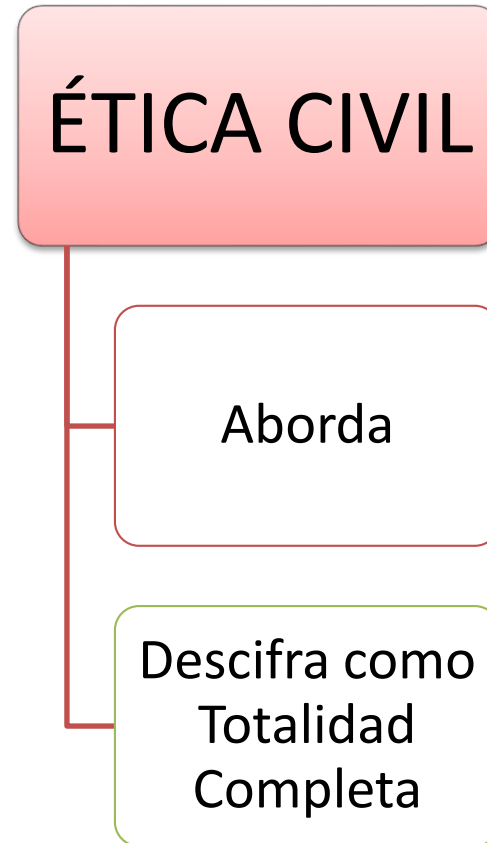 ÉTICA CIVIL
Aborda
Descifra como
Totalidad
Completa